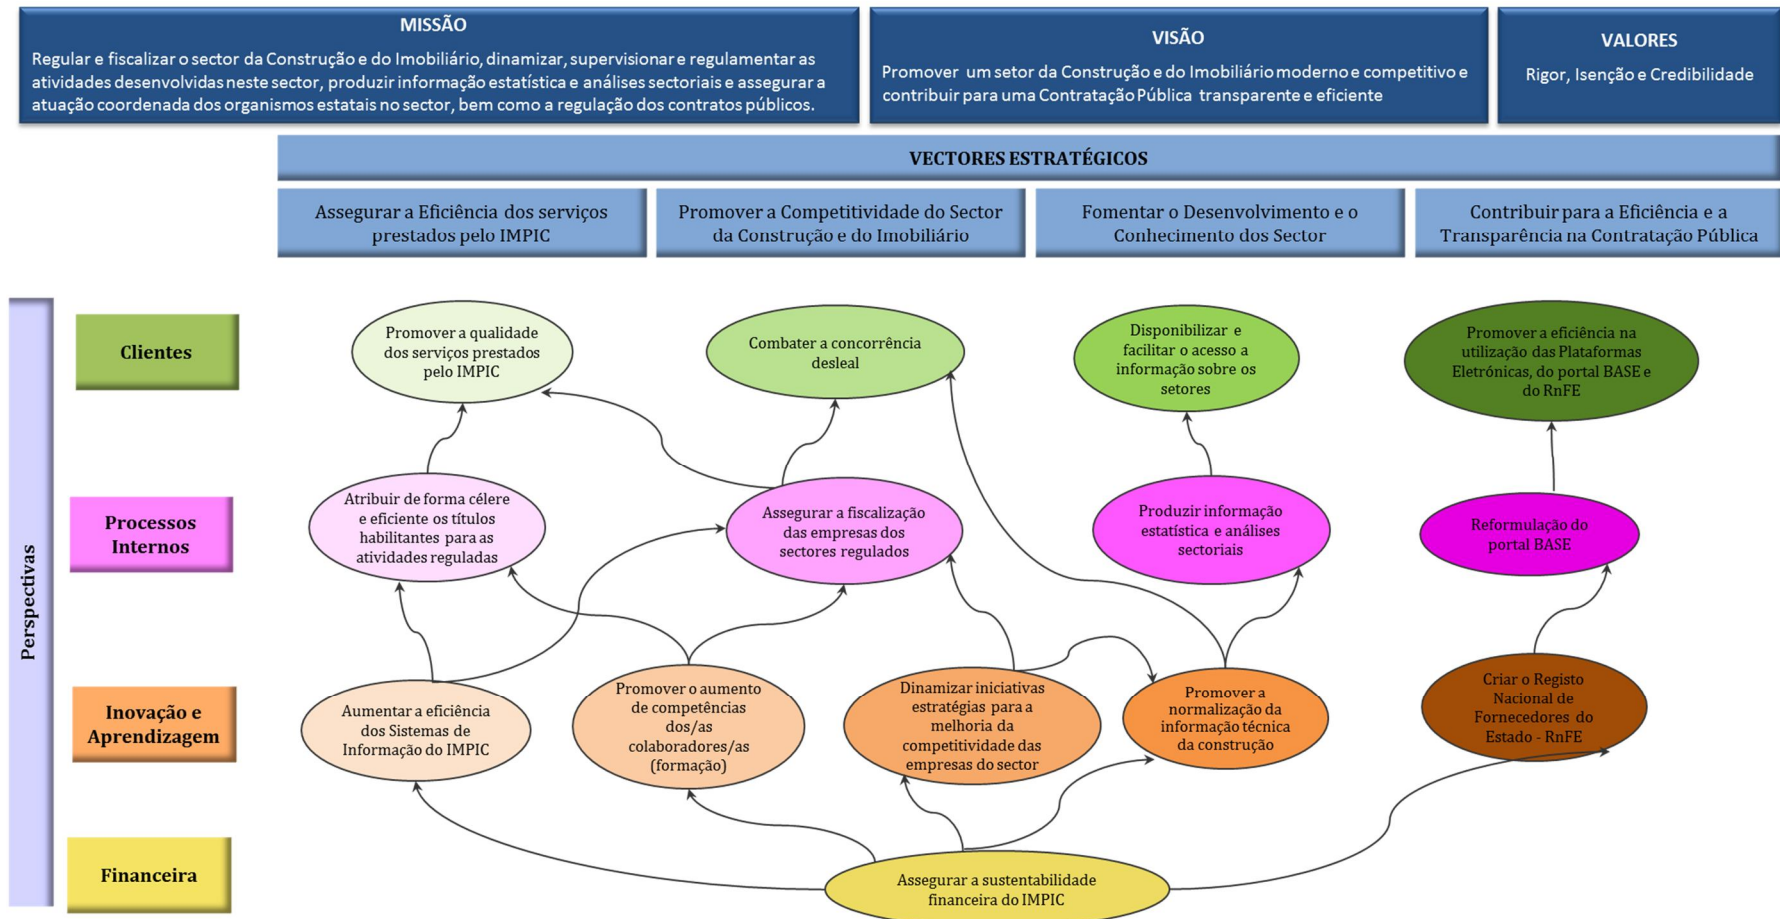 MISSÃO
Regular e fiscalizar o sector da Construção e do Imobiliário, dinamizar, supervisionar e regulamentar as
atividades desenvolvidas neste sector, produzir informação estatística e análises sectoriais e assegurar a
atuação coordenada dos organismos estatais no sector, bem como a regulação dos contratos públicos.
VISÃO
Promover um setor da Construção e do Imobiliário moderno e competitivo e
contribuir para uma Contratação Pública transparente e eficiente
VALORES
Rigor, Isenção e Credibilidade
VECTORES ESTRATÉGICOS
Assegurar a Eficiência dos serviços
prestados pelo IMPIC
Promover a Competitividade do Sector
da Construção e do Imobiliário
Fomentar o Desenvolvimento e o
Conhecimento dos Sector
Contribuir para a Eficiência e a
Transparência na Contratação Pública
Perspectivas
Clientes
Promover a qualidade
dos serviços prestados
pelo IMPIC
Combater a concorrência
desleal
Disponibilizar e
facilitar o acesso a
informação sobre os
setores
Promover a eficiência na
utilização das Plataformas
Eletrónicas, do portal BASE e
do RnFE
Processos
Internos
Atribuir de forma célere
e eficiente os títulos
habilitantes para as
atividades reguladas
Assegurar a fiscalização
das empresas dos
sectores regulados
Produzir informação
estatística e análises
sectoriais
Reformulação do
portal BASE
Inovação e
Aprendizagem
Aumentar a eficiência
dos Sistemas de
Informação do IMPIC
Promover o aumento
de competências
dos/as
colaboradores/as
(formação)
Dinamizar iniciativas
estratégias para a
melhoria da
competitividade das
empresas do sector
Promover a
normalização da
informação técnica
da construção
Criar o Registo
Nacional de
Fornecedores do
Estado - RnFE
Financeira
Assegurar a sustentabilidade
financeira do IMPIC